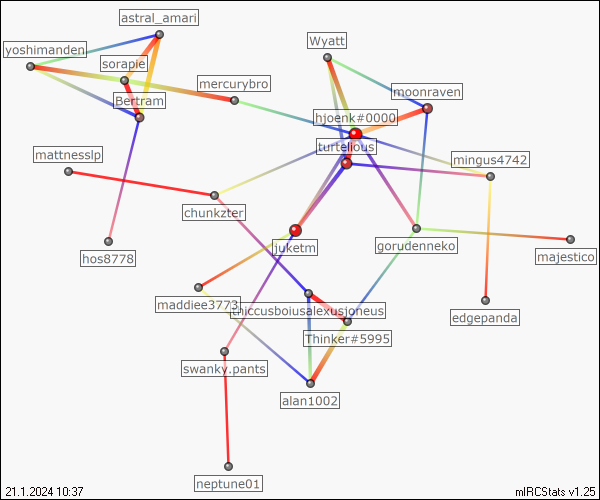 astral_amari
yoshimanden
Wyatt
sorapie
mercurybro
moonraven
Bertram
hjoenk#0000
turtelious
mattnesslp
mingus4742
chunkzter
juketm
gorudenneko
hos8778
majestico
maddiee3773
thiccusboiusalexusjoneus
edgepanda
Thinker#5995
swanky.pants
alan1002
neptune01
21.1.2024 10:37
mIRCStats v1.25